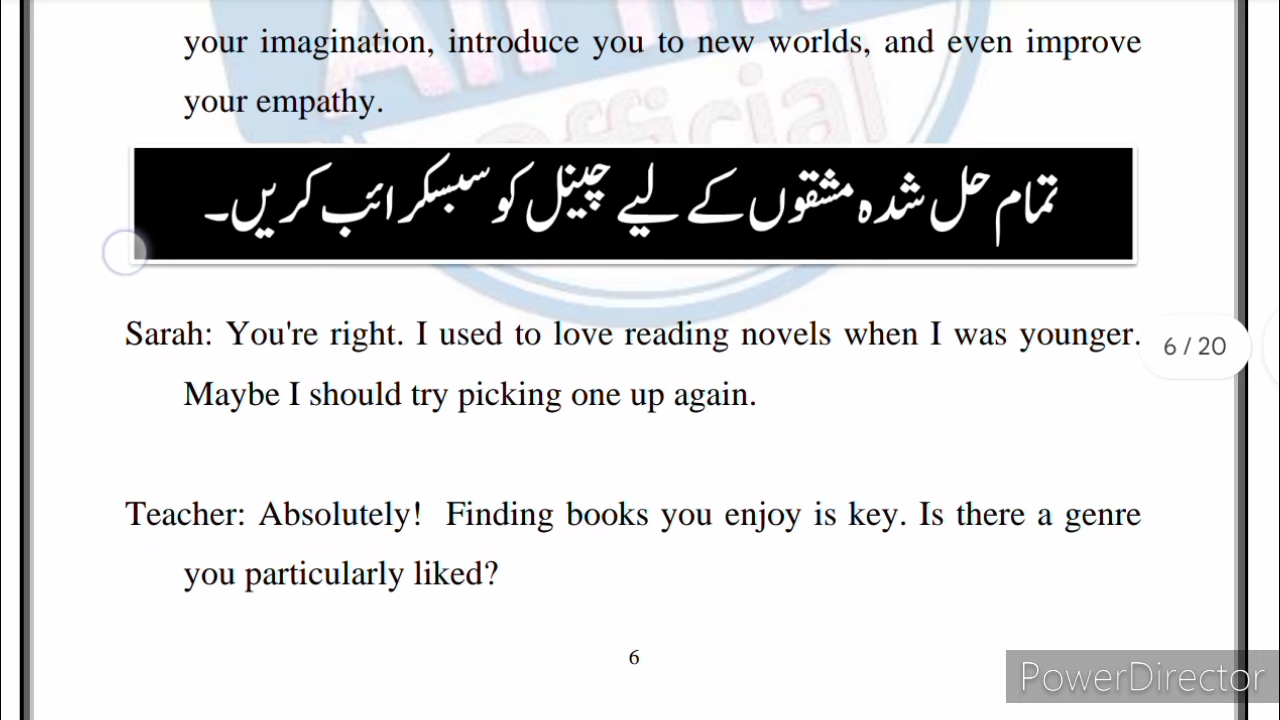 your imagination, introduce you to new worlds, and even improve
your empathy.
official
تمام حل شدہ مشقوں کے لیے چینل کو سبسکرائب کریں۔
Sarah: You're right. I used to love reading novels when I was younger.
6 / 20
Maybe I should try picking one up again.
Teacher: Absolutely!  Finding books you enjoy is key. Is there a genre
you particularly liked?
6
PowerDirector